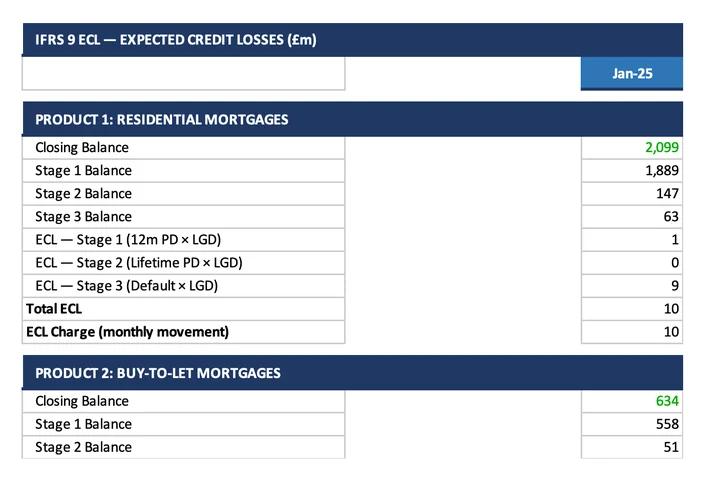 IFRS 9 ECL — EXPECTED CREDIT LOSSES (£m)
Jan-25
PRODUCT 1: RESIDENTIAL MORTGAGES
Closing Balance 2,099
Stage 1 Balance 1,889
Stage 2 Balance 147
Stage 3 Balance 63
ECL — Stage 1 (12m PD × LGD) 1
ECL — Stage 2 (Lifetime PD × LGD) 0
ECL — Stage 3 (Default × LGD) 9
Total ECL 10
ECL Charge (monthly movement) 10
PRODUCT 2: BUY-TO-LET MORTGAGES
Closing Balance 634
Stage 1 Balance 558
Stage 2 Balance 51